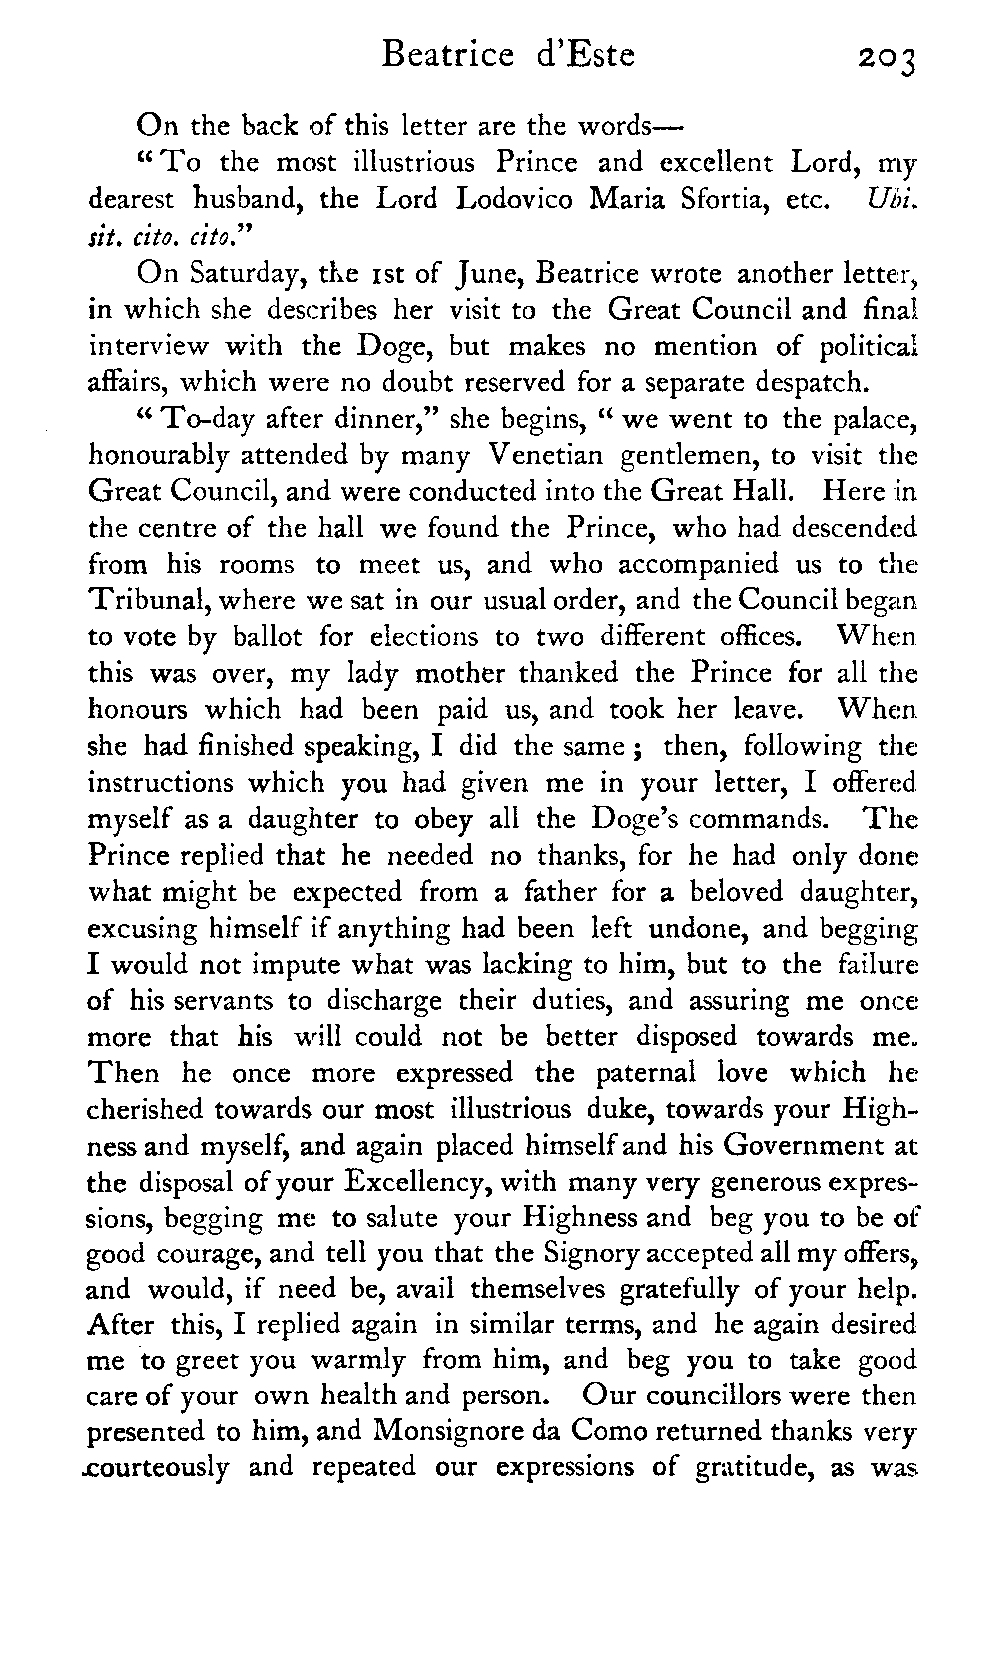 Beatrice d'Este 203
On the back of this letter are the words—
"To the most illustrious Prince and excellent Lord, my
dearest husband, the Lord Lodovico Maria Sfortia, etc. Ubi.
sit. cito. cito."
On Saturday, the 1st of June, Beatrice wrote another letter,
in which she describes her visit to the Great Council and final
interview with the Doge, but makes no mention of political
affairs, which were no doubt reserved for a separate despatch.
"To-day after dinner," she begins, "we went to the palace,
honourably attended by many Venetian gentlemen, to visit the
Great Council, and were conducted into the Great Hall. Here in
the centre of the hall we found the Prince, who had descended
from his rooms to meet us, and who accompanied us to the
Tribunal, where we sat in our usual order, and the Council began
to vote by ballot for elections to two different offices. When
this was over, my lady mother thanked the Prince for all the
honours which had been paid us, and took her leave. When
she had finished speaking, I did the same; then, following the
instructions which you had given me in your letter, I offered
myself as a daughter to obey all the Doge's commands. The
Prince replied that he needed no thanks, for he had only done
what might be expected from a father for a beloved daughter,
excusing himself if anything had been left undone, and begging
I would not impute what was lacking to him, but to the failure
of his servants to discharge their duties, and assuring me once
more that his will could not be better disposed towards me.
Then he once more expressed the paternal love which he
cherished towards our most illustrious duke, towards your High-
ness and myself, and again placed himself and his Government at
the disposal of your Excellency, with many very generous expres-
sions, begging me to salute your Highness and beg you to be of
good courage, and tell you that the Signory accepted all my offers,
and would, if need be, avail themselves gratefully of your help.
After this, I replied again in similar terms, and he again desired
me to greet you warmly from him, and beg you to take good
care of your own health and person. Our councillors were then
presented to him, and Monsignore da Como returned thanks very
courteously and repeated our expressions of gratitude, as was